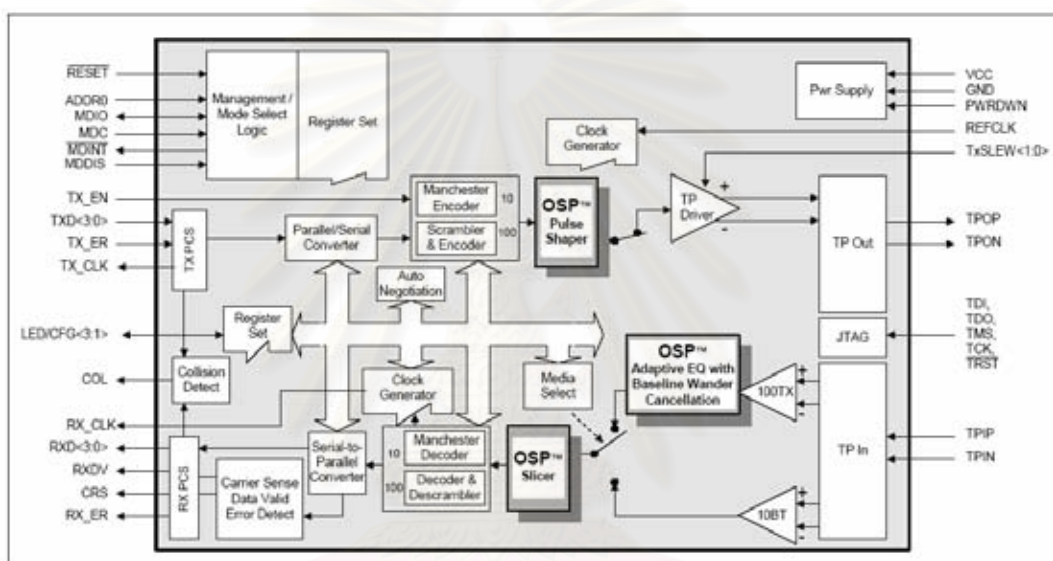 RESET
ADDR0
MDIO
MDC
MDINT
MDDIS
TX_EN
TXD<3:0>
TX_ER
TX_CLK
LED/CFG<3:1>
COL
RX_CLK
RXD<3:0>
RXDV
CRS
RX_ER
Management /
Mode Select
Logic
Register Set
TX PCS
Parallel/Serial
Converter
Manchester
Encoder
10
Scrambler
& Encoder
100
OSP™
Pulse
Shaper
Clock
Generator
TP
Driver
+
-
Pwr Supply
TP Out
JTAG
Auto
Negotiation
Register
Set
Collision
Detect
Clock
Generator
Media
Select
OSP™
Adaptive EQ with
Baseline Wander
Cancellation
100TX
+
-
TP In
RX PCS
Carrier Sense
Data Valid
Error Detect
Serial-to-
Parallel
Converter
10
Manchester
Decoder
100
Decoder &
Descrambler
OSP™
Slicer
10BT
+
-
VCC
GND
PWRDWN
REFCLK
TxSLEW<1:0>
TPOP
TPON
TDI,
TDO,
TMS,
TCK,
TRST
TPIP
TPIN